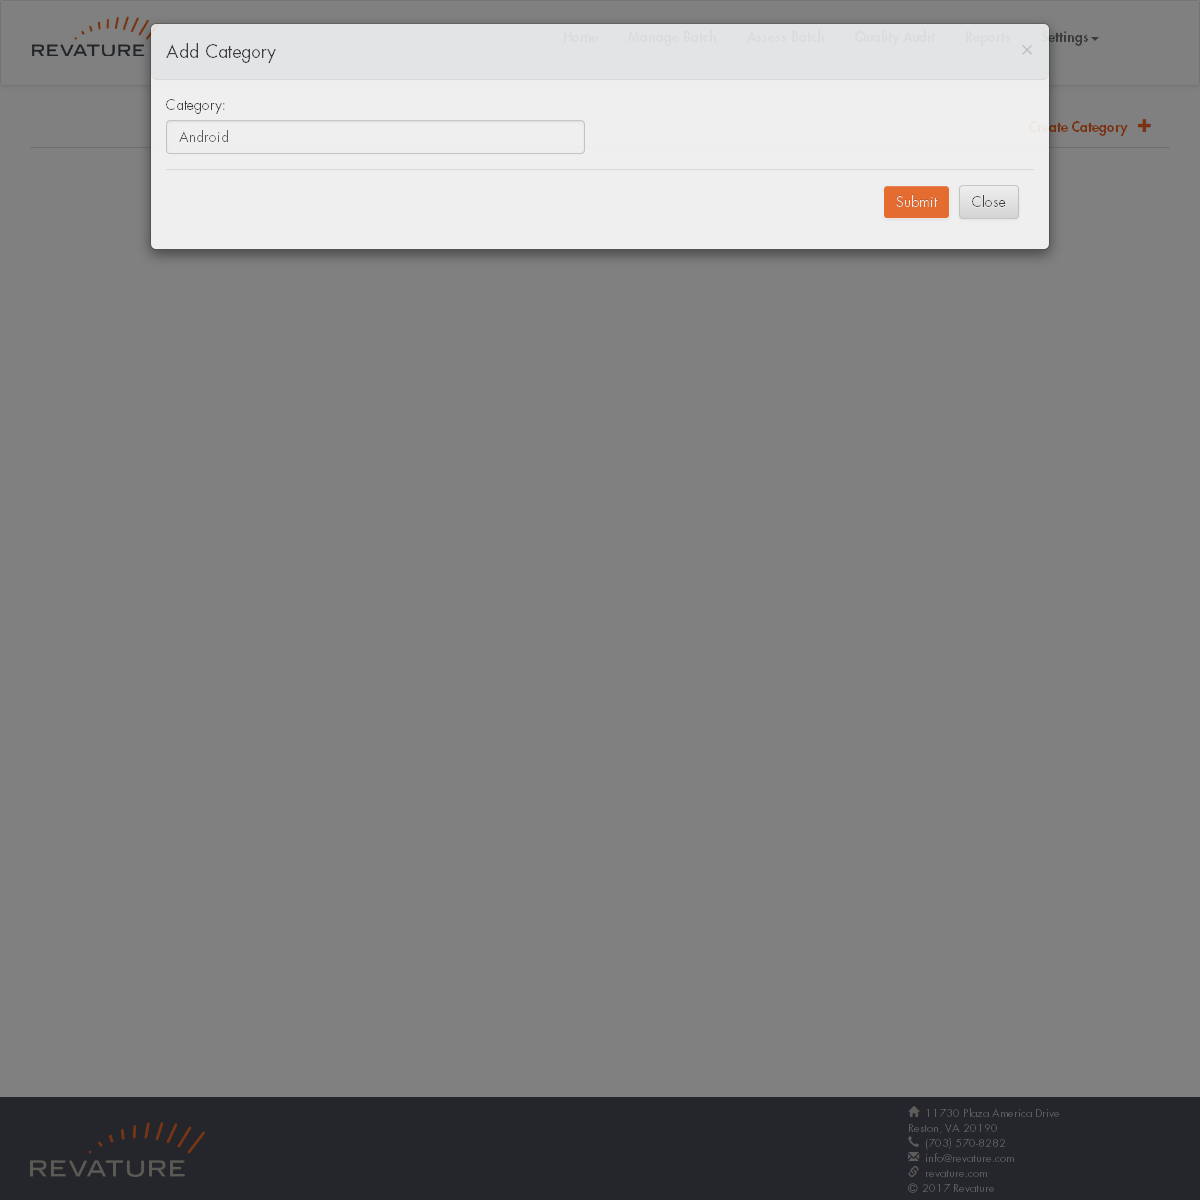 REVATURE
Home Manage Batch Assess Batch Quality Audit Reports Settings
Add Category
×
Category:
Android
Create Category
Submit Close
REVATURE
11730 Plaza America Drive
Reston, VA 20190
(703) 570-8282
info@revature.com
revature.com
© 2017 Revature